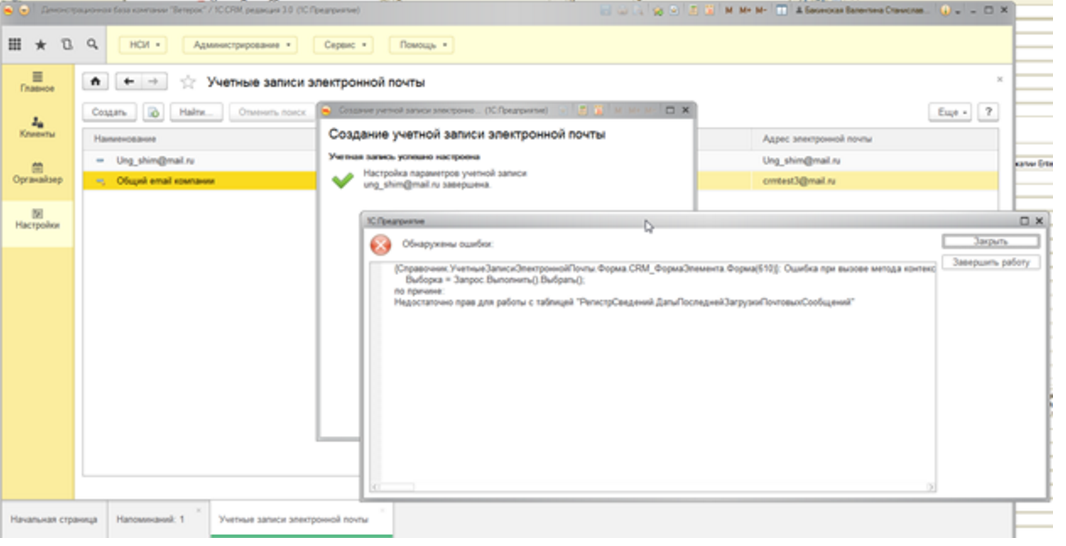 Демонстрационная база компании "Ветерок" / 1С:CRM, редакция 3.0 (1С:Предприятие)
M M+ M- Бакинская Валентина Станислав...
НСИ Администрирование Сервис Помощь
Главное
Клиенты
Органайзер
Настройки
Учетные записи электронной почты
Создать Найти... Отменить поиск Еще ?
Наименование Адрес электронной почты
Ung_shim@mail.ru Ung_shim@mail.ru
Общий email компании crmtest3@mail.ru
Создание учетной записи электронно... (1С:Предприятие)
Создание учетной записи электронной почты
Учетная запись успешно настроена
Настройка параметров учетной записи
ung_shim@mail.ru завершена.
1С:Предприятие
Обнаружены ошибки:
Закрыть
Завершить работу
{Справочник.УчетныеЗаписиЭлектроннойПочты.Форма.CRM_ФормаЭлемента.Форма(610)}: Ошибка при вызове метода контекс
Выборка = Запрос.Выполнить().Выбрать();
по причине:
Недостаточно прав для работы с таблицей "РегистрСведений.ДатыПоследнейЗагрузкиПочтовыхСообщений"
Начальная страница Напоминаний: 1 Учетные записи электронной почты